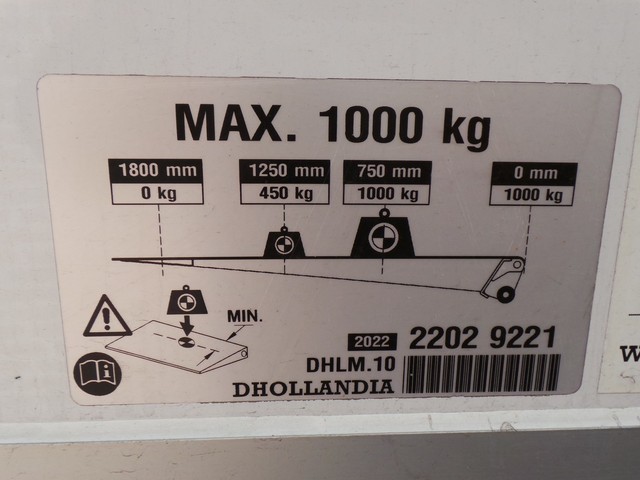 MAX. 1000 kg
1800 mm 1250 mm 750 mm 0 mm
0 kg 450 kg 1000 kg 1000 kg
MIN.
2022 2202 9221
DHLM.10
DHOLLANDIA
W